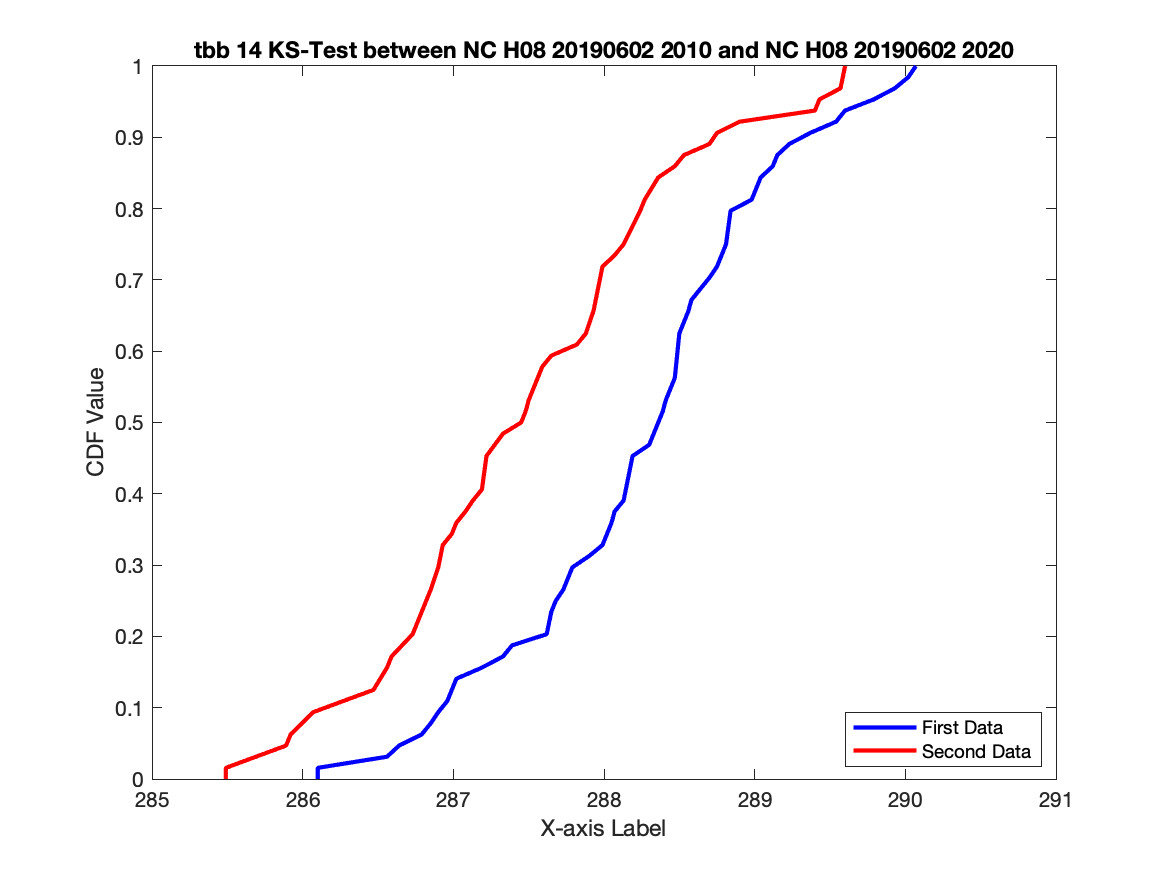 tbb 14 KS-Test between NC H08 20190602 2010 and NC H08 20190602 2020
1
0.9
0.8
0.7
0.6
0.5
0.4
0.3
0.2
0.1
0
CDF Value
First Data
Second Data
285 286 287 288 289 290 291
X-axis Label